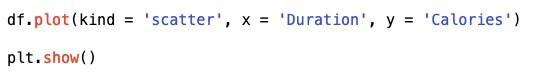 df.plot(kind = 'scatter', x = 'Duration', y = 'Calories')
plt.show()